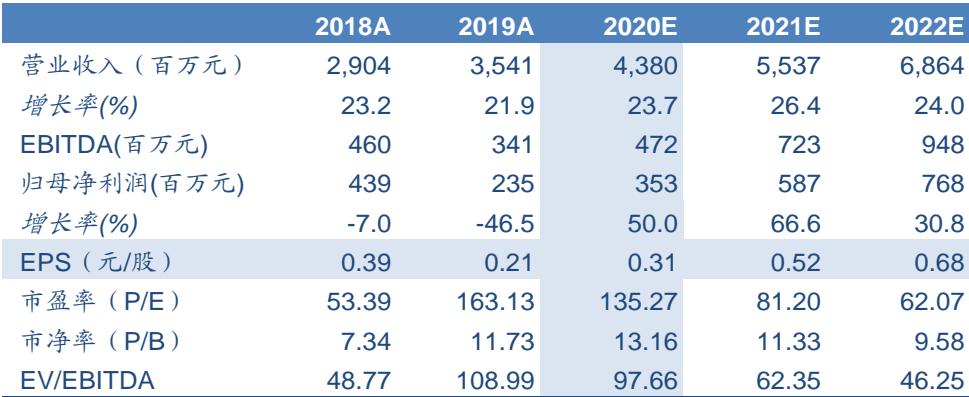 2018A 2019A 2020E 2021E 2022E
营业收入（百万元） 2,904 3,541 4,380 5,537 6,864
增长率(%) 23.2 21.9 23.7 26.4 24.0
EBITDA(百万元) 460 341 472 723 948
归母净利润(百万元) 439 235 353 587 768
增长率(%) -7.0 -46.5 50.0 66.6 30.8
EPS（元/股） 0.39 0.21 0.31 0.52 0.68
市盈率（P/E） 53.39 163.13 135.27 81.20 62.07
市净率（P/B） 7.34 11.73 13.16 11.33 9.58
EV/EBITDA 48.77 108.99 97.66 62.35 46.25